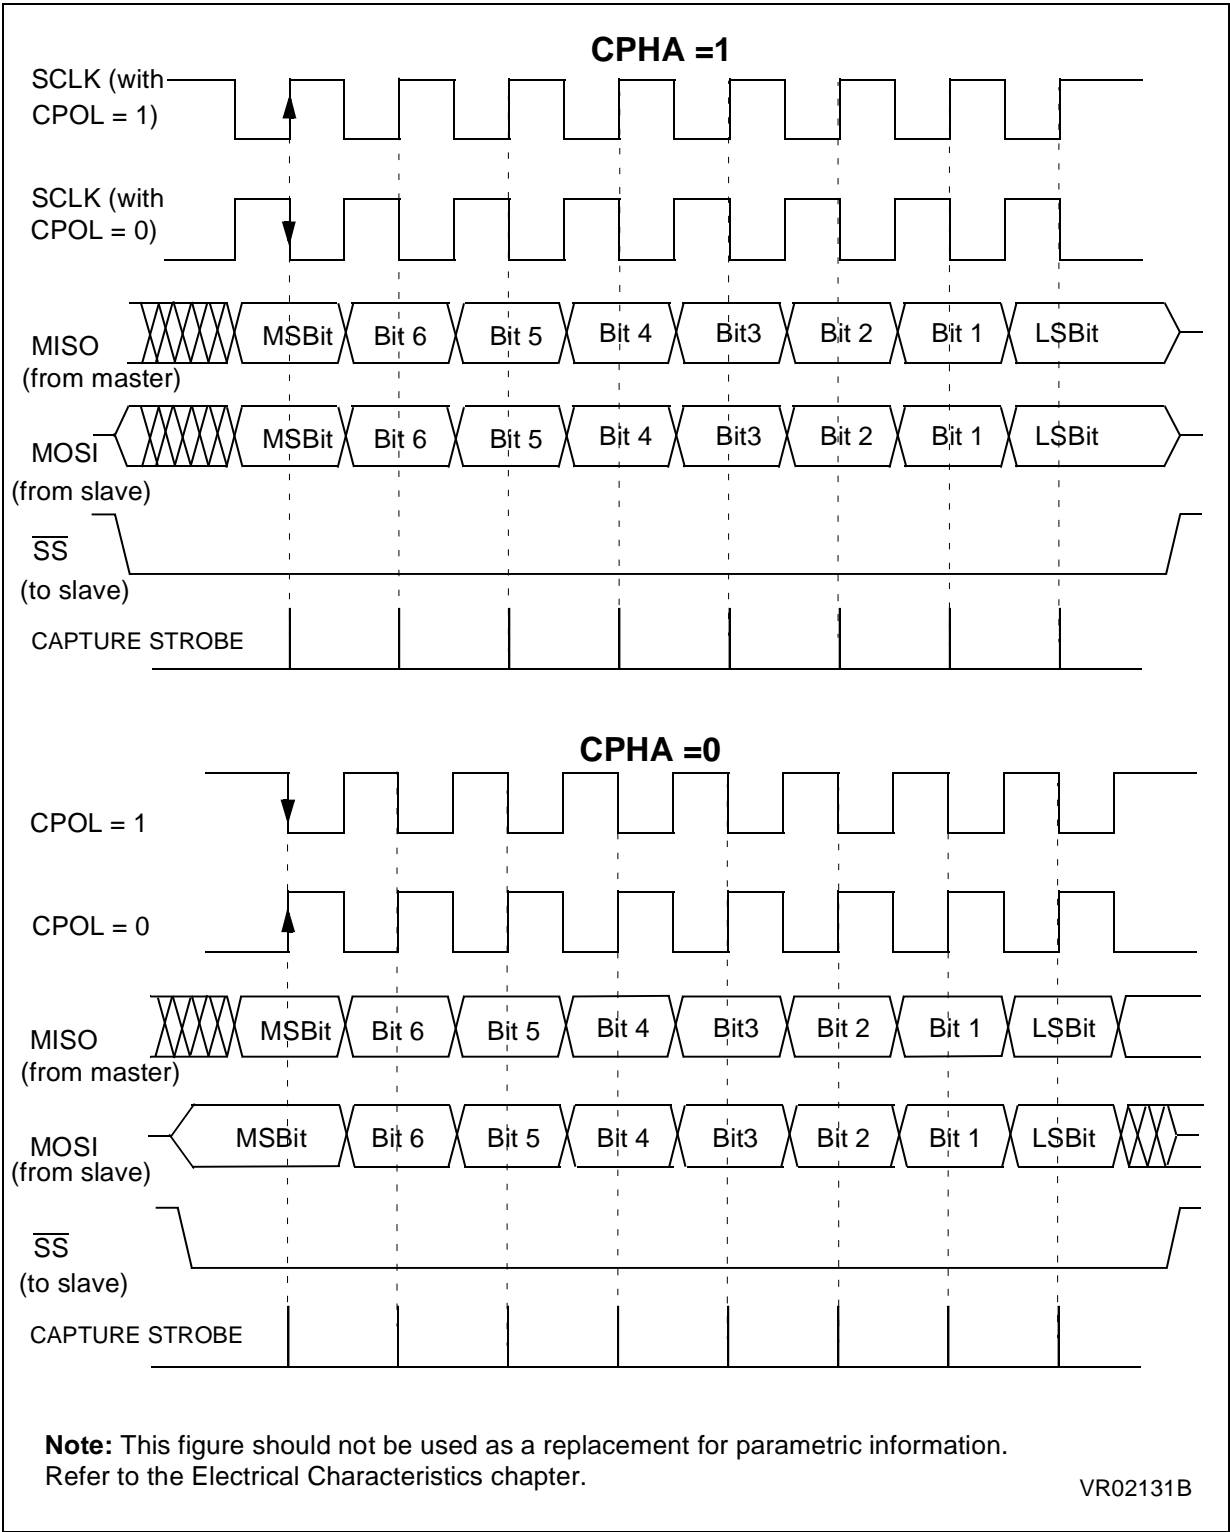 CPHA =1
SCLK (with
CPOL = 1)
SCLK (with
CPOL = 0)
MISO
(from master)
MSBit Bit 6 Bit 5 Bit 4 Bit3 Bit 2 Bit 1 LSBit
MOSI
(from slave)
MSBit Bit 6 Bit 5 Bit 4 Bit3 Bit 2 Bit 1 LSBit
S̅S̅
(to slave)
CAPTURE STROBE
CPHA =0
CPOL = 1
CPOL = 0
MISO
(from master)
MSBit Bit 6 Bit 5 Bit 4 Bit3 Bit 2 Bit 1 LSBit
MOSI
(from slave)
MSBit Bit 6 Bit 5 Bit 4 Bit3 Bit 2 Bit 1 LSBit
S̅S̅
(to slave)
CAPTURE STROBE
Note: This figure should not be used as a replacement for parametric information.
Refer to the Electrical Characteristics chapter.
VR02131B